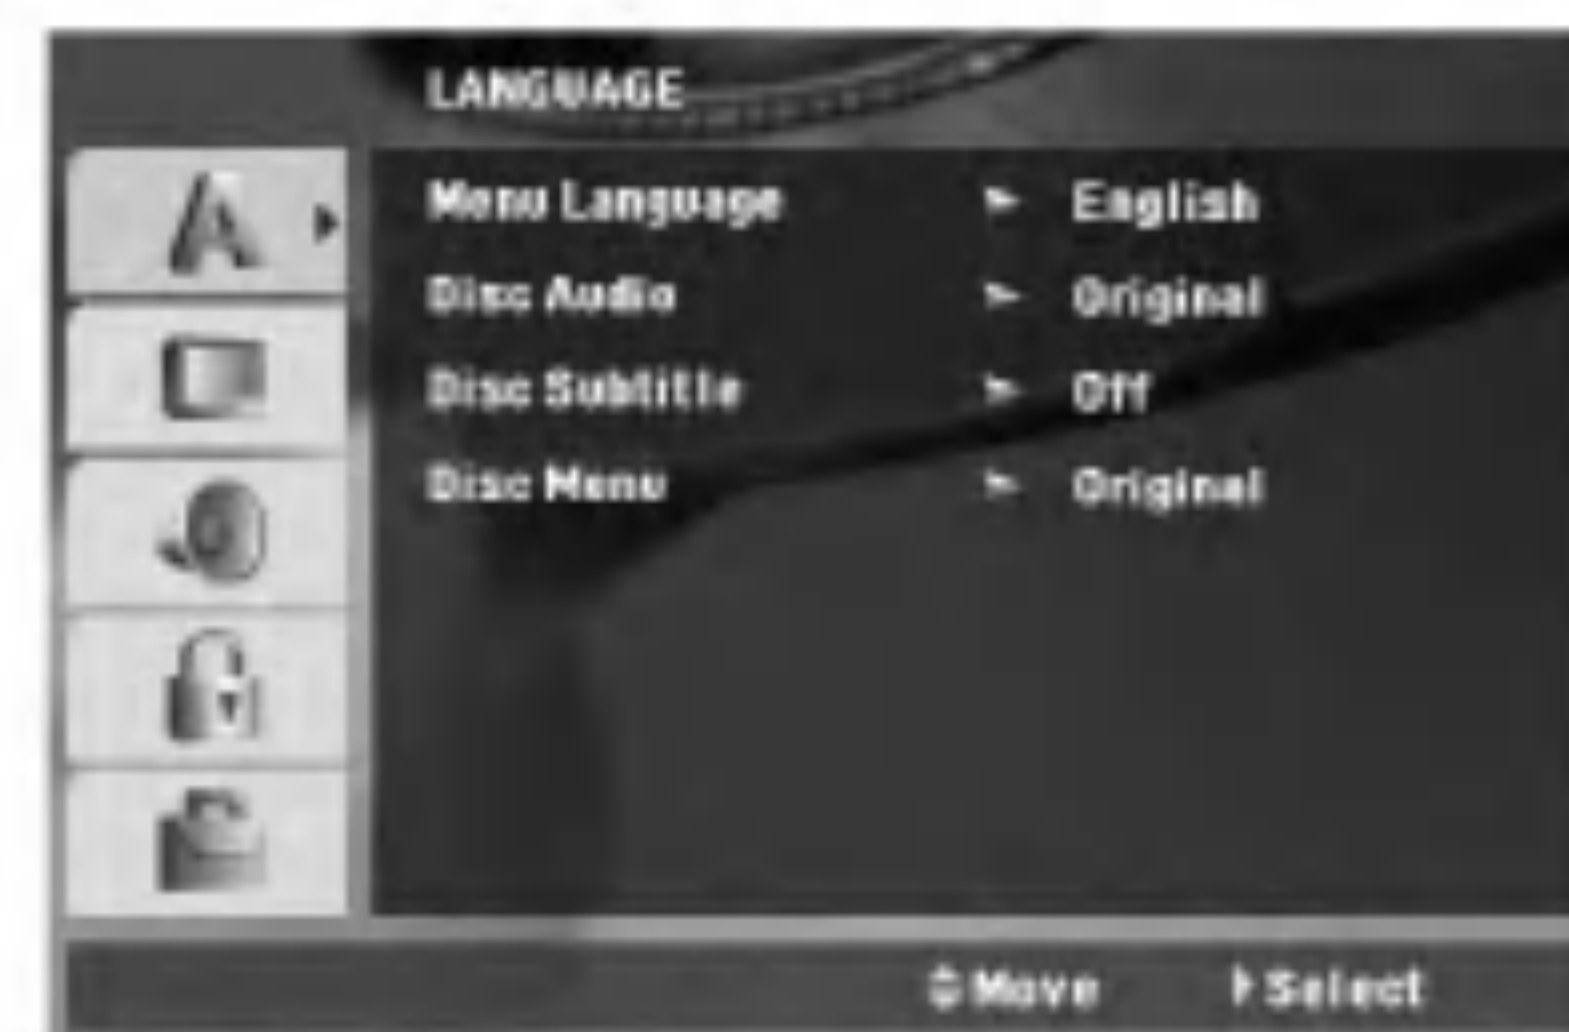 LANGUAGE
Menu Language ► English
Disc Audio ► Original
Disc Subtitle ► Off
Disc Menu ► Original
Move Select